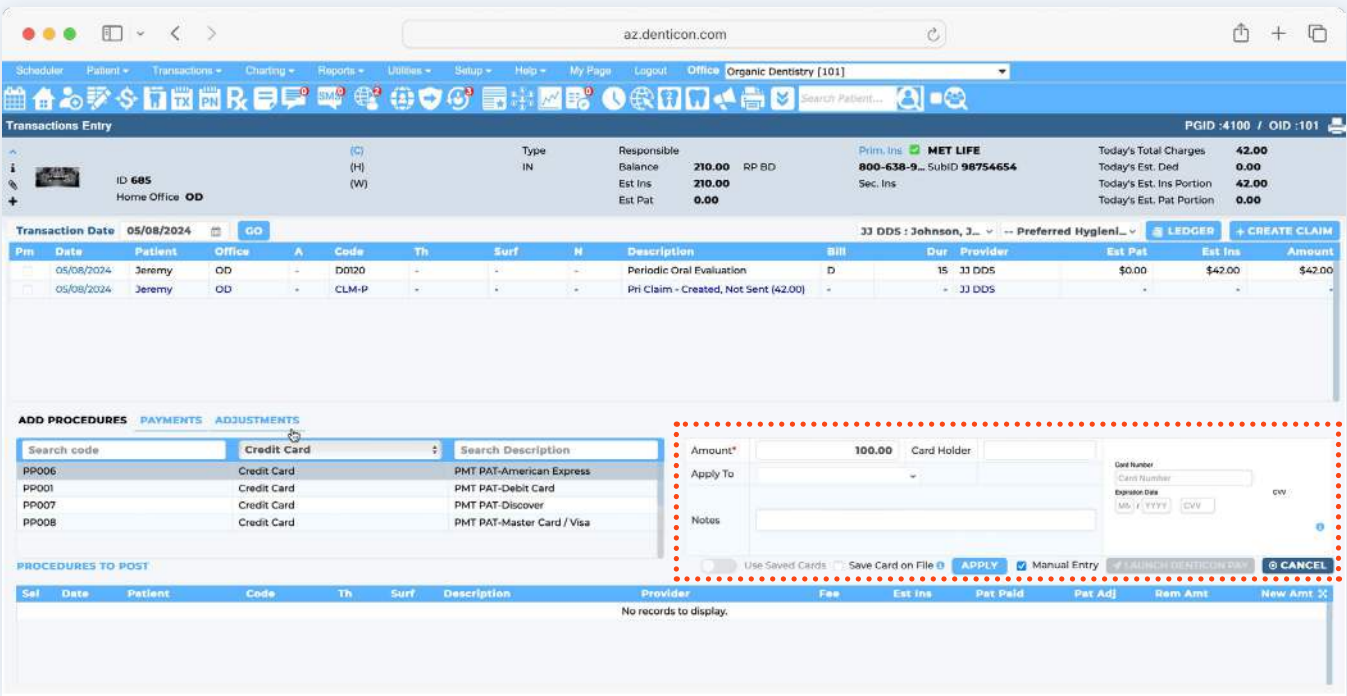 az.denticon.com
Scheduler Patient Transactions Charting Reports Utilities Setup Help My Page Logout Office Organic Dentistry [101]
TX PN SMS 0 0 2 3 0 Search Patient...
Transactions Entry PGID :4100 / OID :101
(C) Type Responsible Prim. Ins MET LIFE Today's Total Charges 42.00
(H) IN Balance 210.00 RP BD 800-638-9... SubID 98754654 Today's Est. Ded 0.00
ID 685 (W) Est Ins 210.00 Sec. Ins Today's Est. Ins Portion 42.00
Home Office OD Est Pat 0.00 Today's Est. Pat Portion 0.00
Transaction Date 05/08/2024 GO JJ DDS : Johnson, J... -- Preferred Hygieni... LEDGER + CREATE CLAIM
Pm Date Patient Office A Code Th Surf N Description Bill Dur Provider Est Pat Est Ins Amount
05/08/2024 Jeremy OD - D0120 - - - Periodic Oral Evaluation D 15 JJ DDS $0.00 $42.00 $42.00
05/08/2024 Jeremy OD - CLM-P - - - Pri Claim - Created, Not Sent (42.00) - - JJ DDS - - -
ADD PROCEDURES PAYMENTS ADJUSTMENTS
Search code Credit Card Search Description
PP006 Credit Card PMT PAT-American Express
PP001 Credit Card PMT PAT-Debit Card
PP007 Credit Card PMT PAT-Discover
PP008 Credit Card PMT PAT-Master Card / Visa
Amount* 100.00 Card Holder
Apply To
Notes
Card Number
Card Number
Expiration Date CVV
MM / YYYY CVV
Use Saved Cards Save Card on File APPLY Manual Entry LAUNCH DENTICON PAY CANCEL
PROCEDURES TO POST
Sel Date Patient Code Th Surf Description Provider Fee Est Ins Pat Paid Pat Adj Rem Amt New Amt
No records to display.